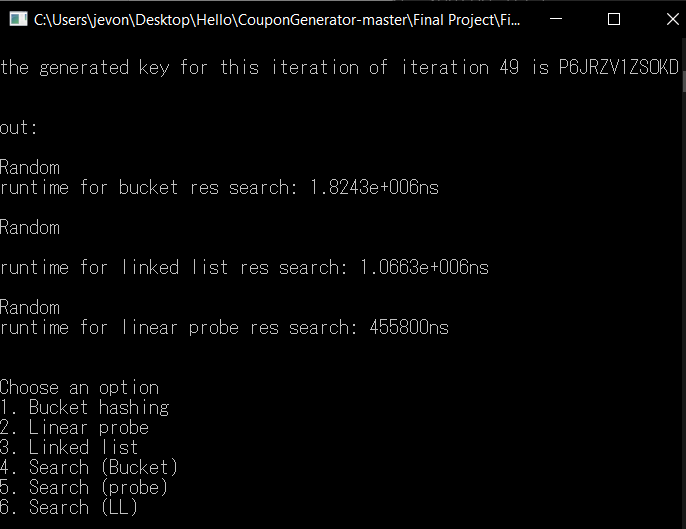 C:\Users\jevon\Desktop\Hello\CouponGenerator-master\Final Project\Fi...
the generated key for this iteration of iteration 49 is P6JRZV1ZSOKD
out:
Random
runtime for bucket res search: 1.8243e+006ns
Random
runtime for linked list res search: 1.0663e+006ns
Random
runtime for linear probe res search: 455800ns
Choose an option
1. Bucket hashing
2. Linear probe
3. Linked list
4. Search (Bucket)
5. Search (probe)
6. Search (LL)